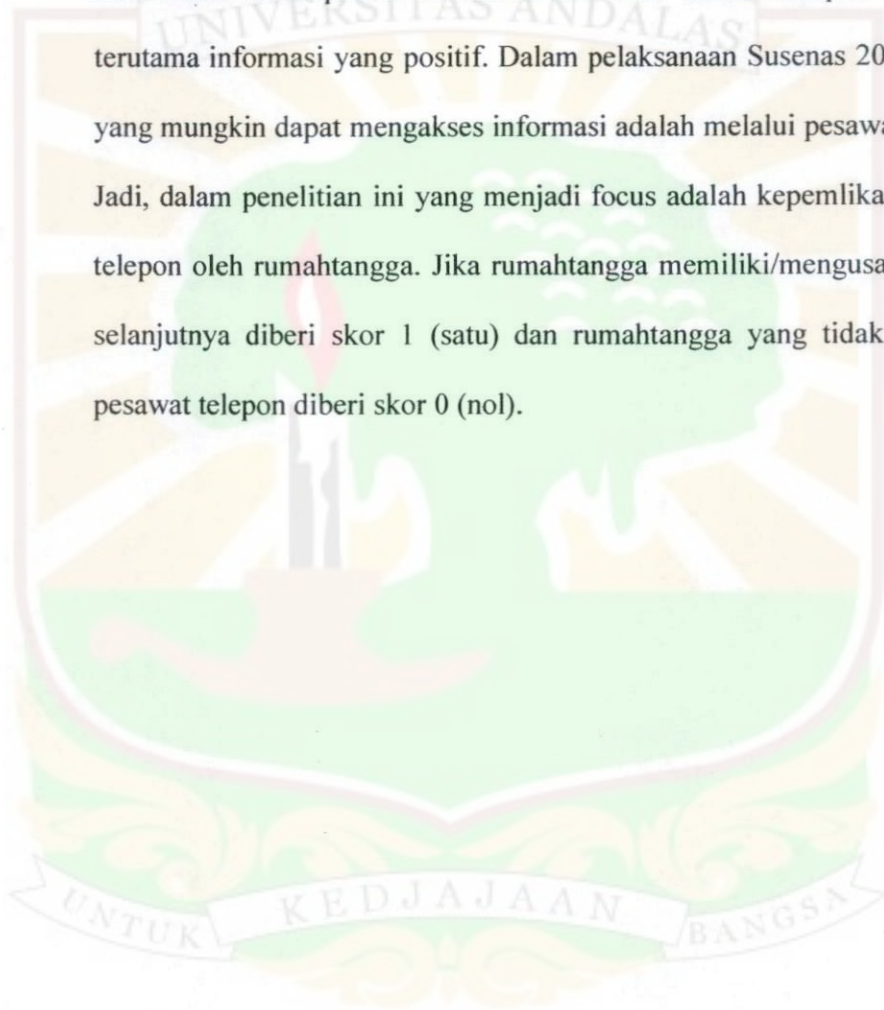 UNIVERSITAS ANDALAS
terutama informasi yang positif. Dalam pelaksanaan Susenas 20
yang mungkin dapat mengakses informasi adalah melalui pesawa
Jadi, dalam penelitian ini yang menjadi focus adalah kepemlika
telepon oleh rumahtangga. Jika rumahtangga memiliki/mengusa
selanjutnya diberi skor 1 (satu) dan rumahtangga yang tidak
pesawat telepon diberi skor 0 (nol).
UNTUK KEDJAJAAN BANGSA